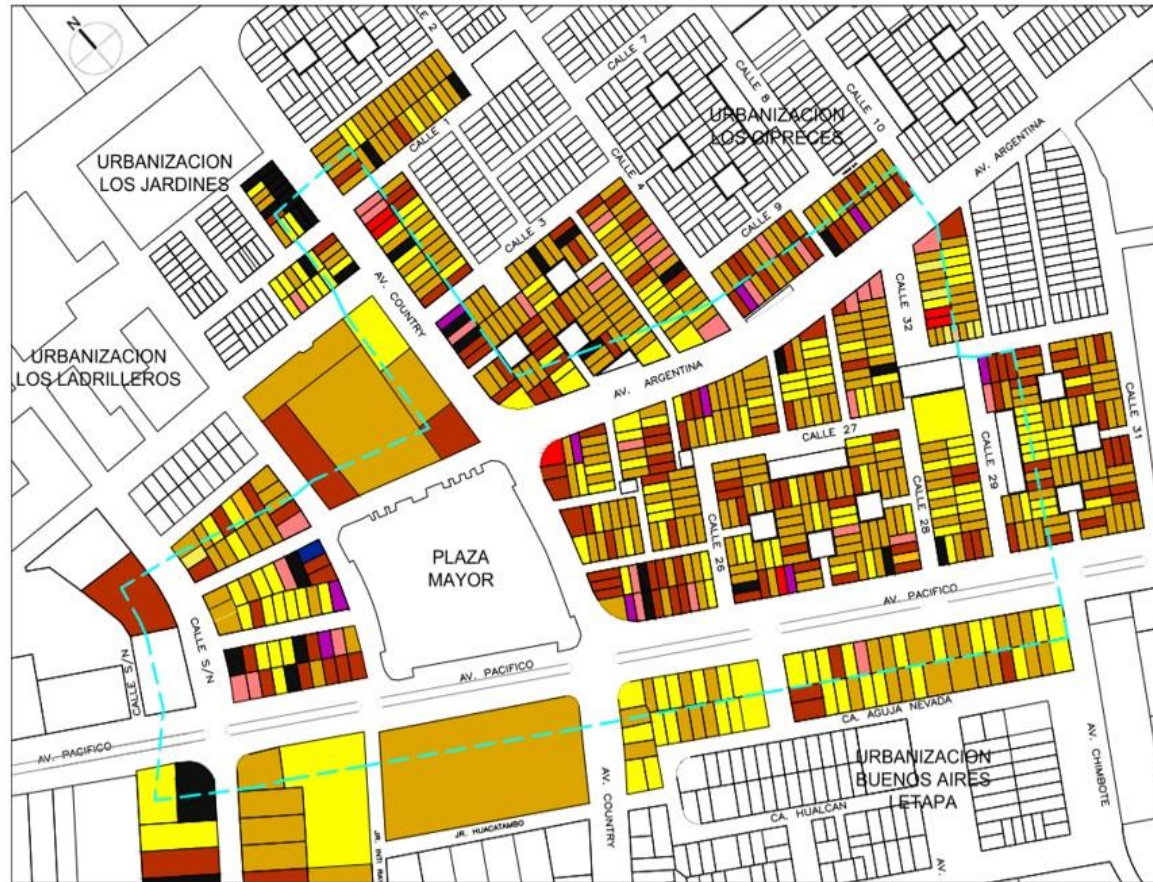 N
CALLE 2
CALLE 7
CALLE 8
CALLE 10
URBANIZACION
LOS CIPRECES
CALLE 1
URBANIZACION
LOS JARDINES
AV. ARGENTINA
CALLE 4
CALLE 3
CALLE 9
AV. COUNTRY
CALLE 32
URBANIZACION
LOS LADRILLEROS
AV. ARGENTINA
CALLE 31
CALLE 27
CALLE 29
CALLE 28
CALLE 26
PLAZA
MAYOR
AV. PACIFICO
CALLE S/N
CALLE S/N
AV. PACIFICO
AV. PACIFICO
CA. AGUJA NEVADA
URBANIZACION
BUENOS AIRES
I ETAPA
AV. CHIMBOTE
AV. COUNTRY
CA. HUALCAN
JR. HUACATAMBO
JR. INTI
AV.